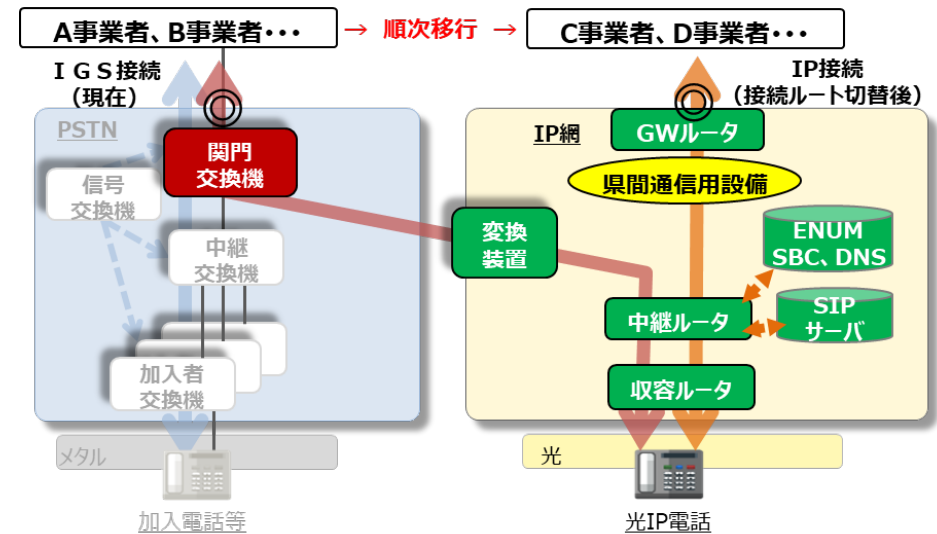 A事業者、B事業者･･･
→ 順次移行 →
C事業者、D事業者･･･
ＩＧＳ接続
（現在）
IP接続
（接続ルート切替後）
PSTN
関門
交換機
信号
交換機
中継
交換機
加入者
交換機
メタル
加入電話等
IP網
GWルータ
県間通信用設備
変換
装置
ENUM
SBC、DNS
中継ルータ
SIP
サーバ
収容ルータ
光
光IP電話